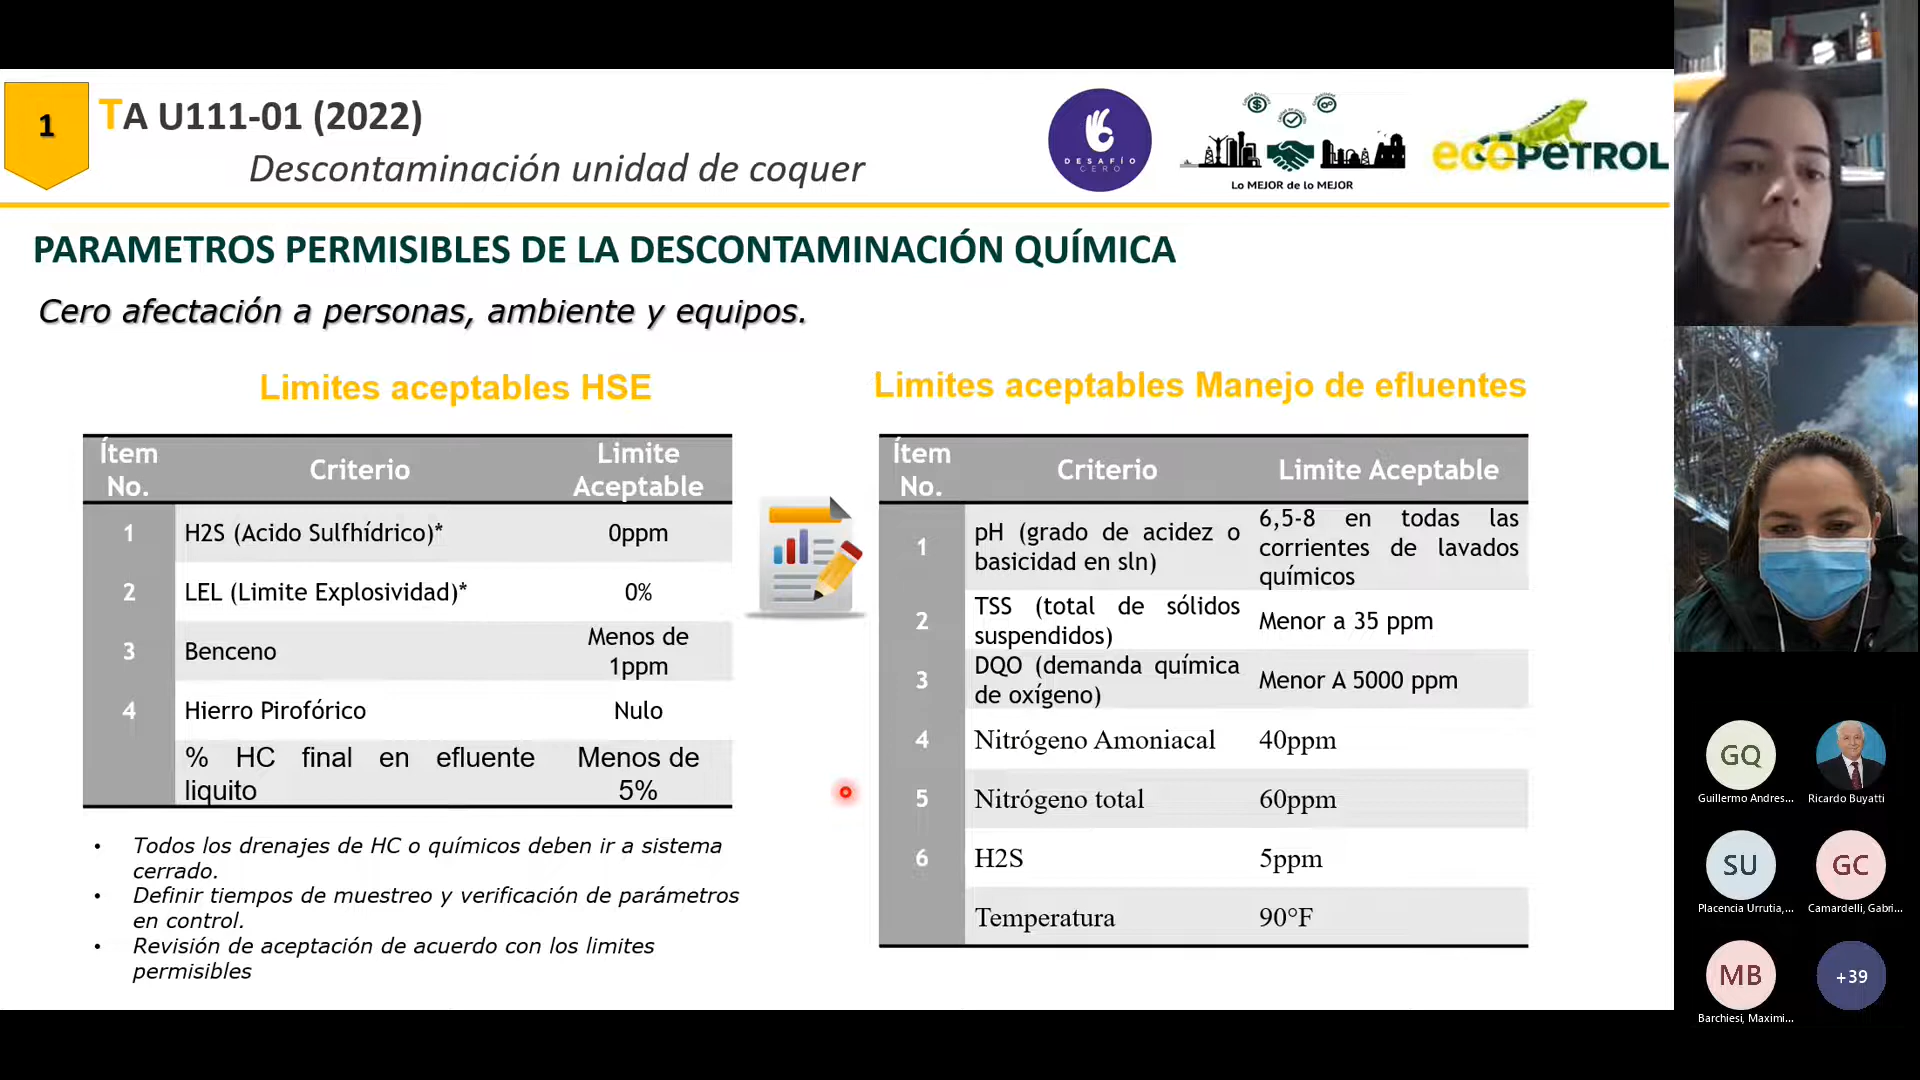 1
TA U111-01 (2022)
Descontaminación unidad de coquer
DESAFÍO
CERO
Lo MEJOR de lo MEJOR
ecoPETROL
PARAMETROS PERMISIBLES DE LA DESCONTAMINACIÓN QUÍMICA
Cero afectación a personas, ambiente y equipos.
Limites aceptables HSE
Ítem No. Criterio Limite Aceptable
1 H2S (Acido Sulfhídrico)* 0ppm
2 LEL (Limite Explosividad)* 0%
3 Benceno Menos de 1ppm
4 Hierro Pirofórico Nulo
% HC final en efluente liquito Menos de 5%
• Todos los drenajes de HC o químicos deben ir a sistema
cerrado.
• Definir tiempos de muestreo y verificación de parámetros
en control.
• Revisión de aceptación de acuerdo con los limites
permisibles
Limites aceptables Manejo de efluentes
Ítem No. Criterio Limite Aceptable
1 pH (grado de acidez o basicidad en sln) 6,5-8 en todas las corrientes de lavados químicos
2 TSS (total de sólidos suspendidos) Menor a 35 ppm
3 DQO (demanda química de oxígeno) Menor A 5000 ppm
4 Nitrógeno Amoniacal 40ppm
5 Nitrógeno total 60ppm
6 H2S 5ppm
Temperatura 90°F
GQ
Guillermo Andres...
Ricardo Buyatti
SU
Placencia Urrutia,...
GC
Camardelli, Gabri...
MB
Barchiesi, Maximi...
+39